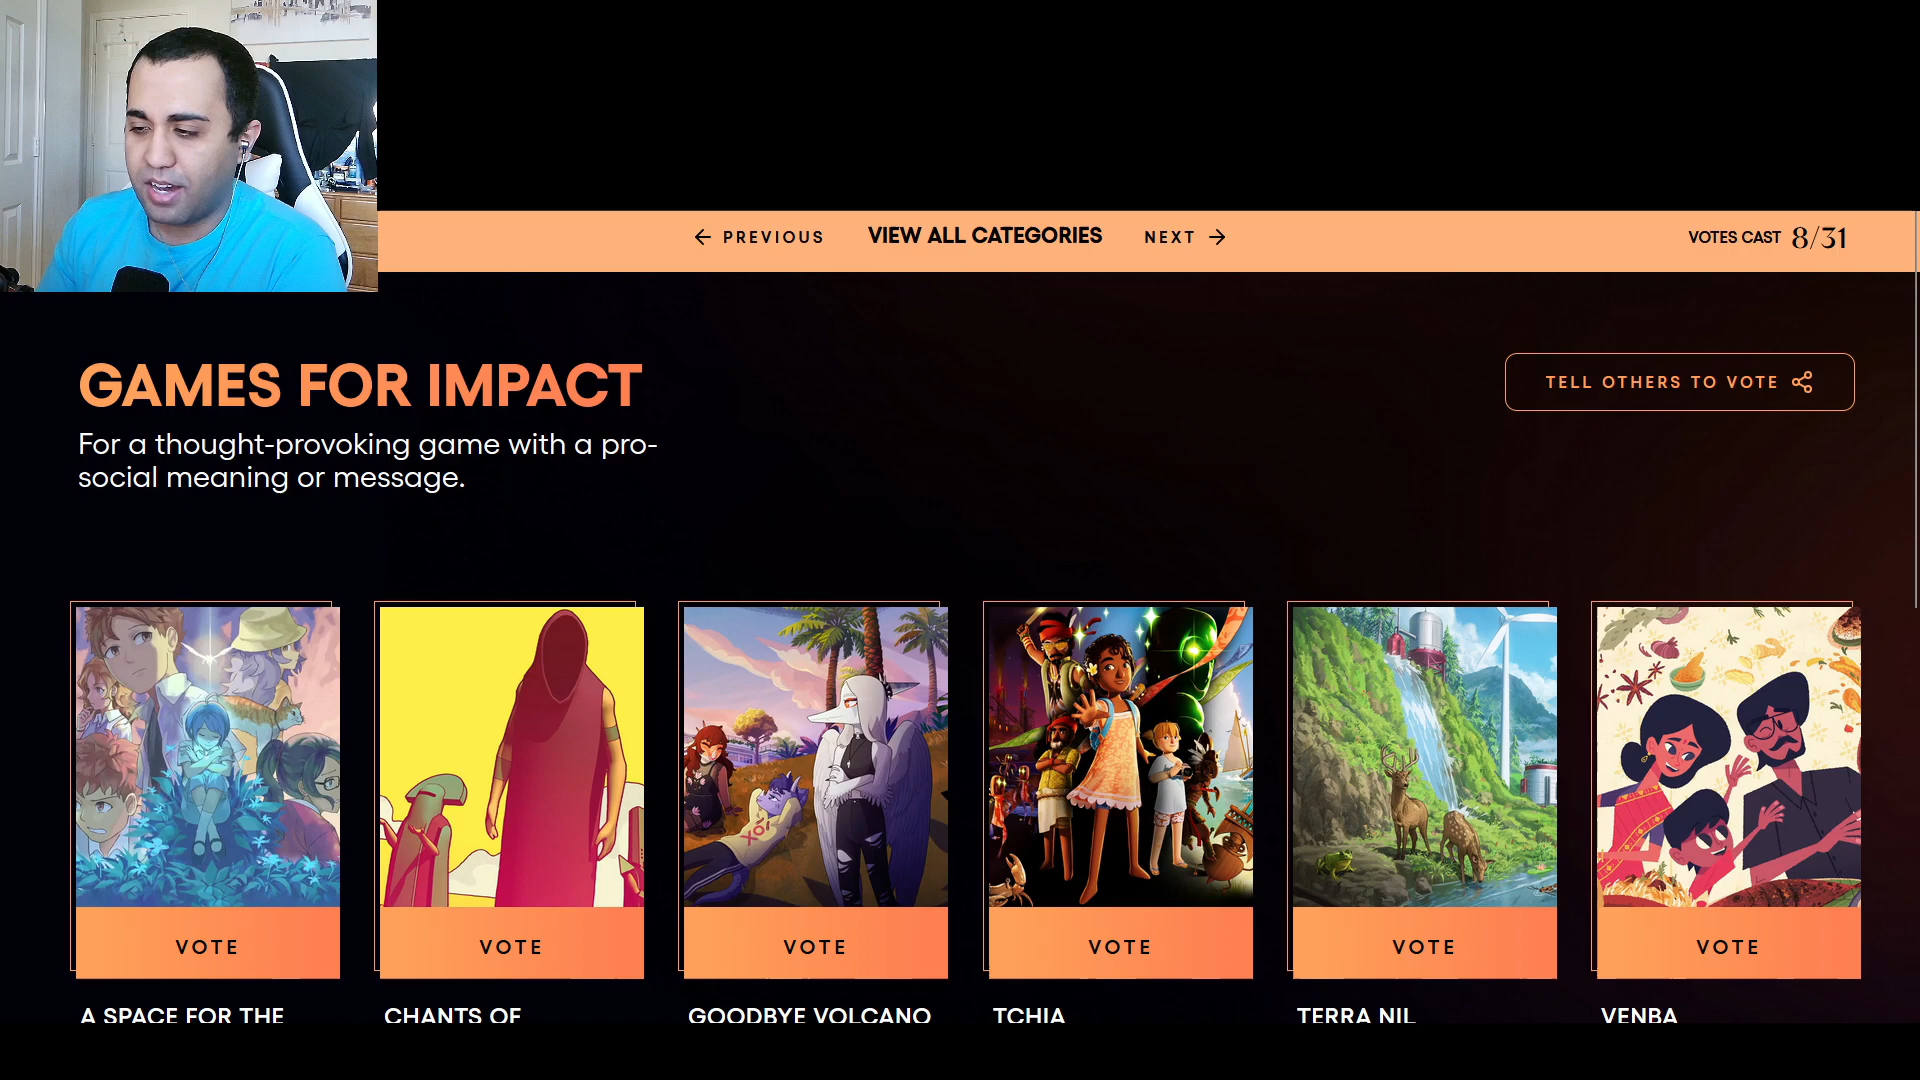 PREVIOUS
VIEW ALL CATEGORIES
NEXT
VOTES CAST 8/31
GAMES FOR IMPACT
For a thought-provoking game with a pro-
social meaning or message.
TELL OTHERS TO VOTE
VOTE
VOTE
VOTE
VOTE
VOTE
VOTE
A SPACE FOR THE
CHANTS OF
GOODBYE VOLCANO
TCHIA
TERRA NIL
VENBA